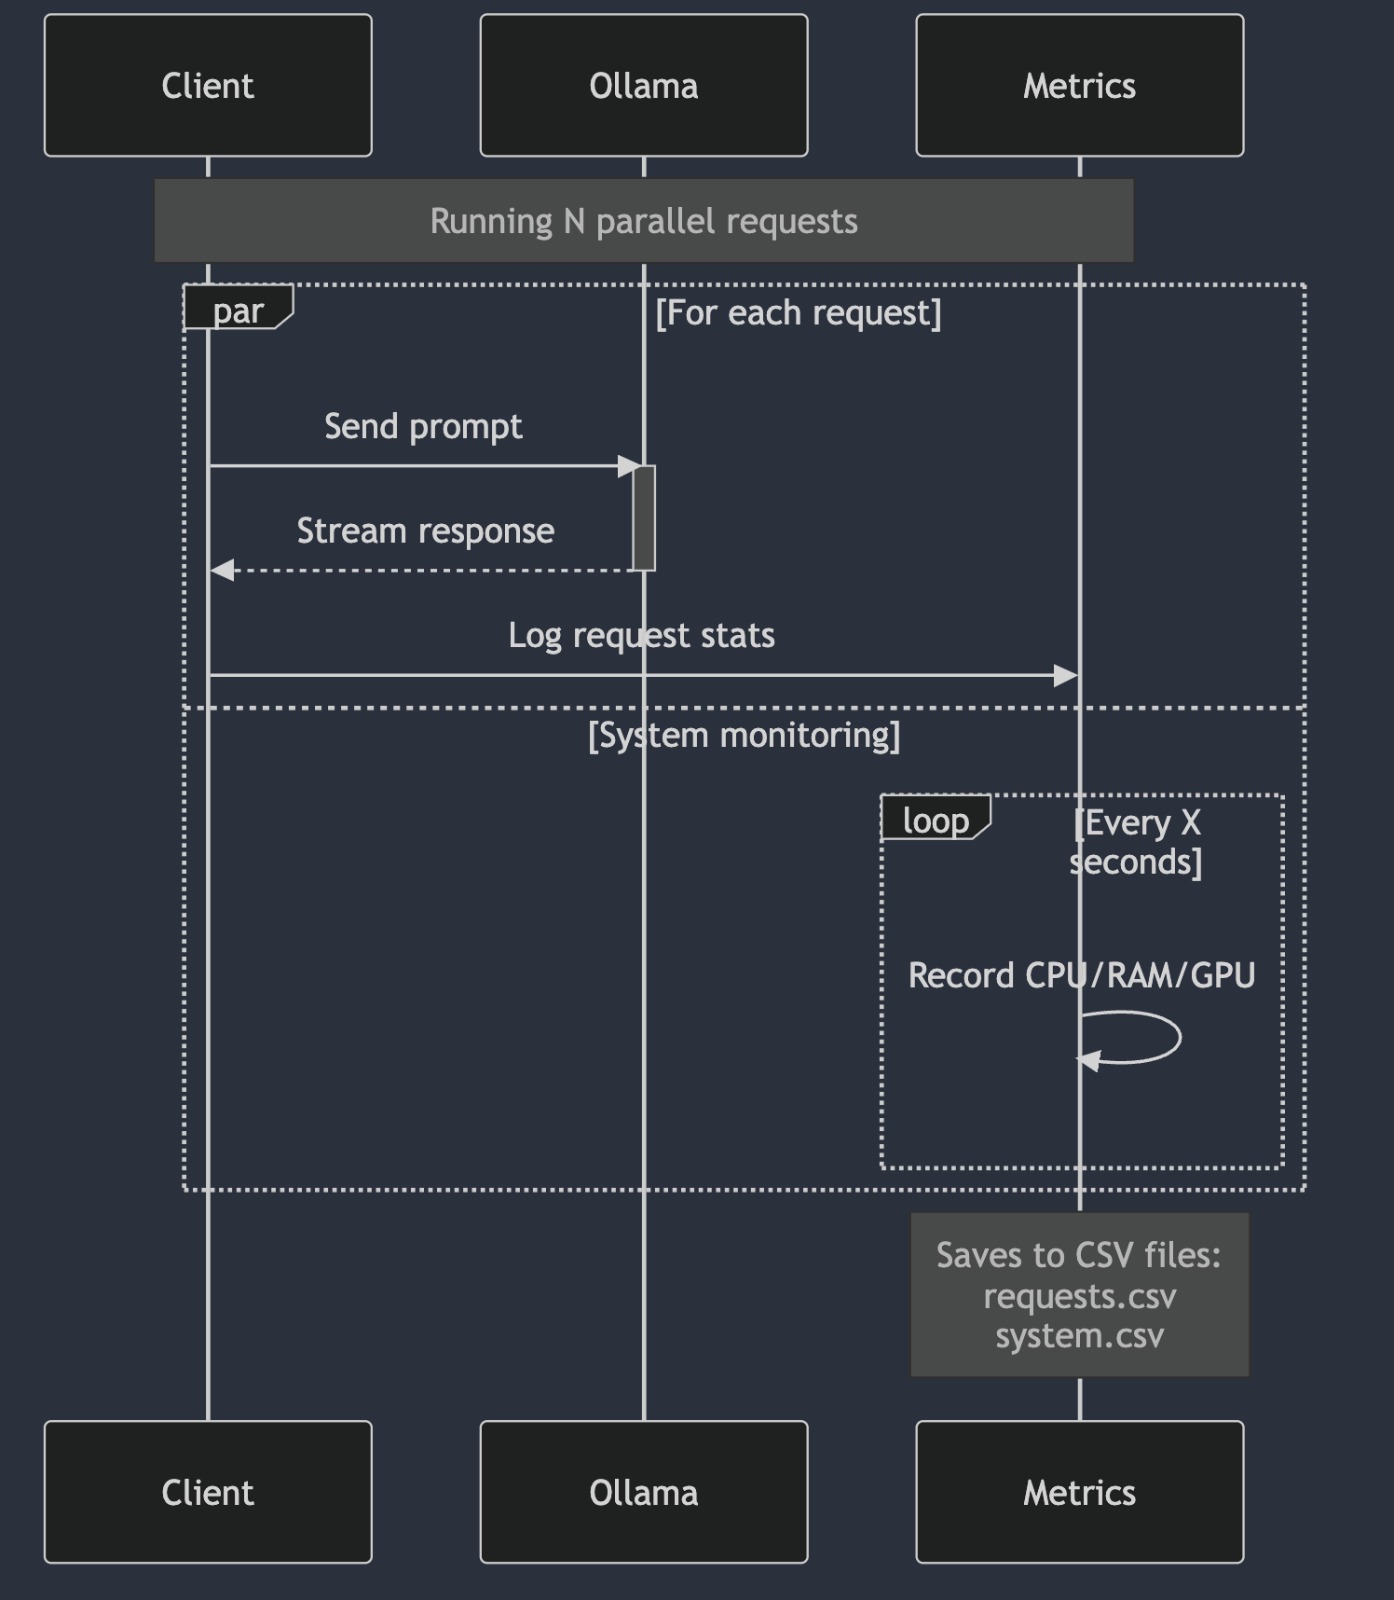 Client
Ollama
Metrics
Running N parallel requests
par
[For each request]
Send prompt
Stream response
Log request stats
[System monitoring]
loop
[Every X
seconds]
Record CPU/RAM/GPU
Saves to CSV files:
requests.csv
system.csv
Client
Ollama
Metrics